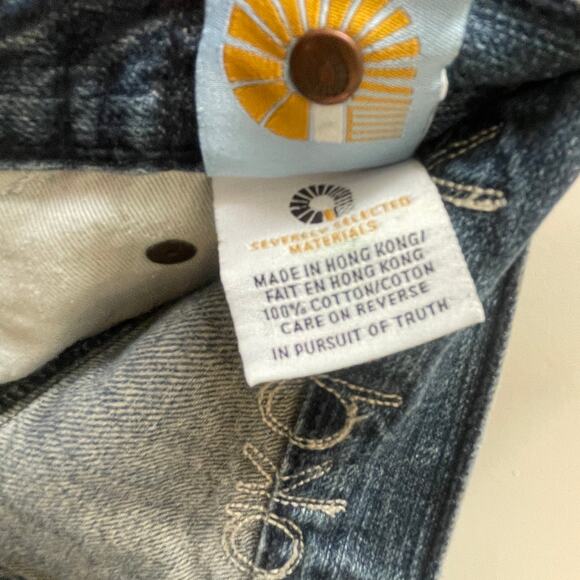 SEVERELY SELECTED
MATERIALS
MADE IN HONG KONG/
FAIT EN HONG KONG
100% COTTON/COTON
CARE ON REVERSE
IN PURSUIT OF TRUTH